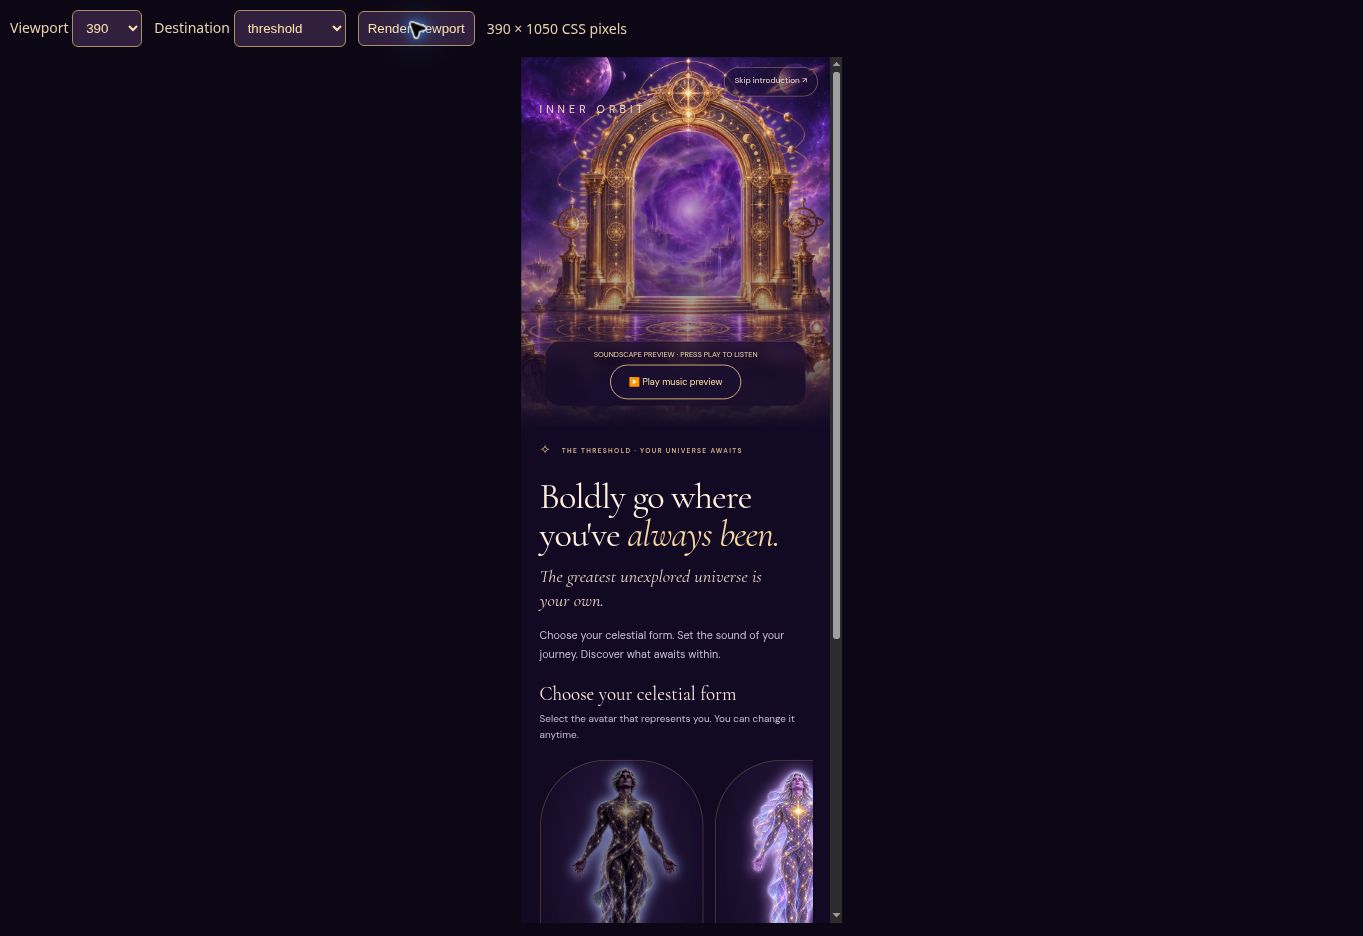 Viewport 390 Destination threshold Render viewport 390 × 1050 CSS pixels
Skip introduction ↗
INNER ORBIT
SOUNDSCAPE PREVIEW · PRESS PLAY TO LISTEN
▶️ Play music preview
✧ THE THRESHOLD · YOUR UNIVERSE AWAITS
Boldly go where
you've always been.
The greatest unexplored universe is
your own.
Choose your celestial form. Set the sound of your
journey. Discover what awaits within.
Choose your celestial form
Select the avatar that represents you. You can change it
anytime.